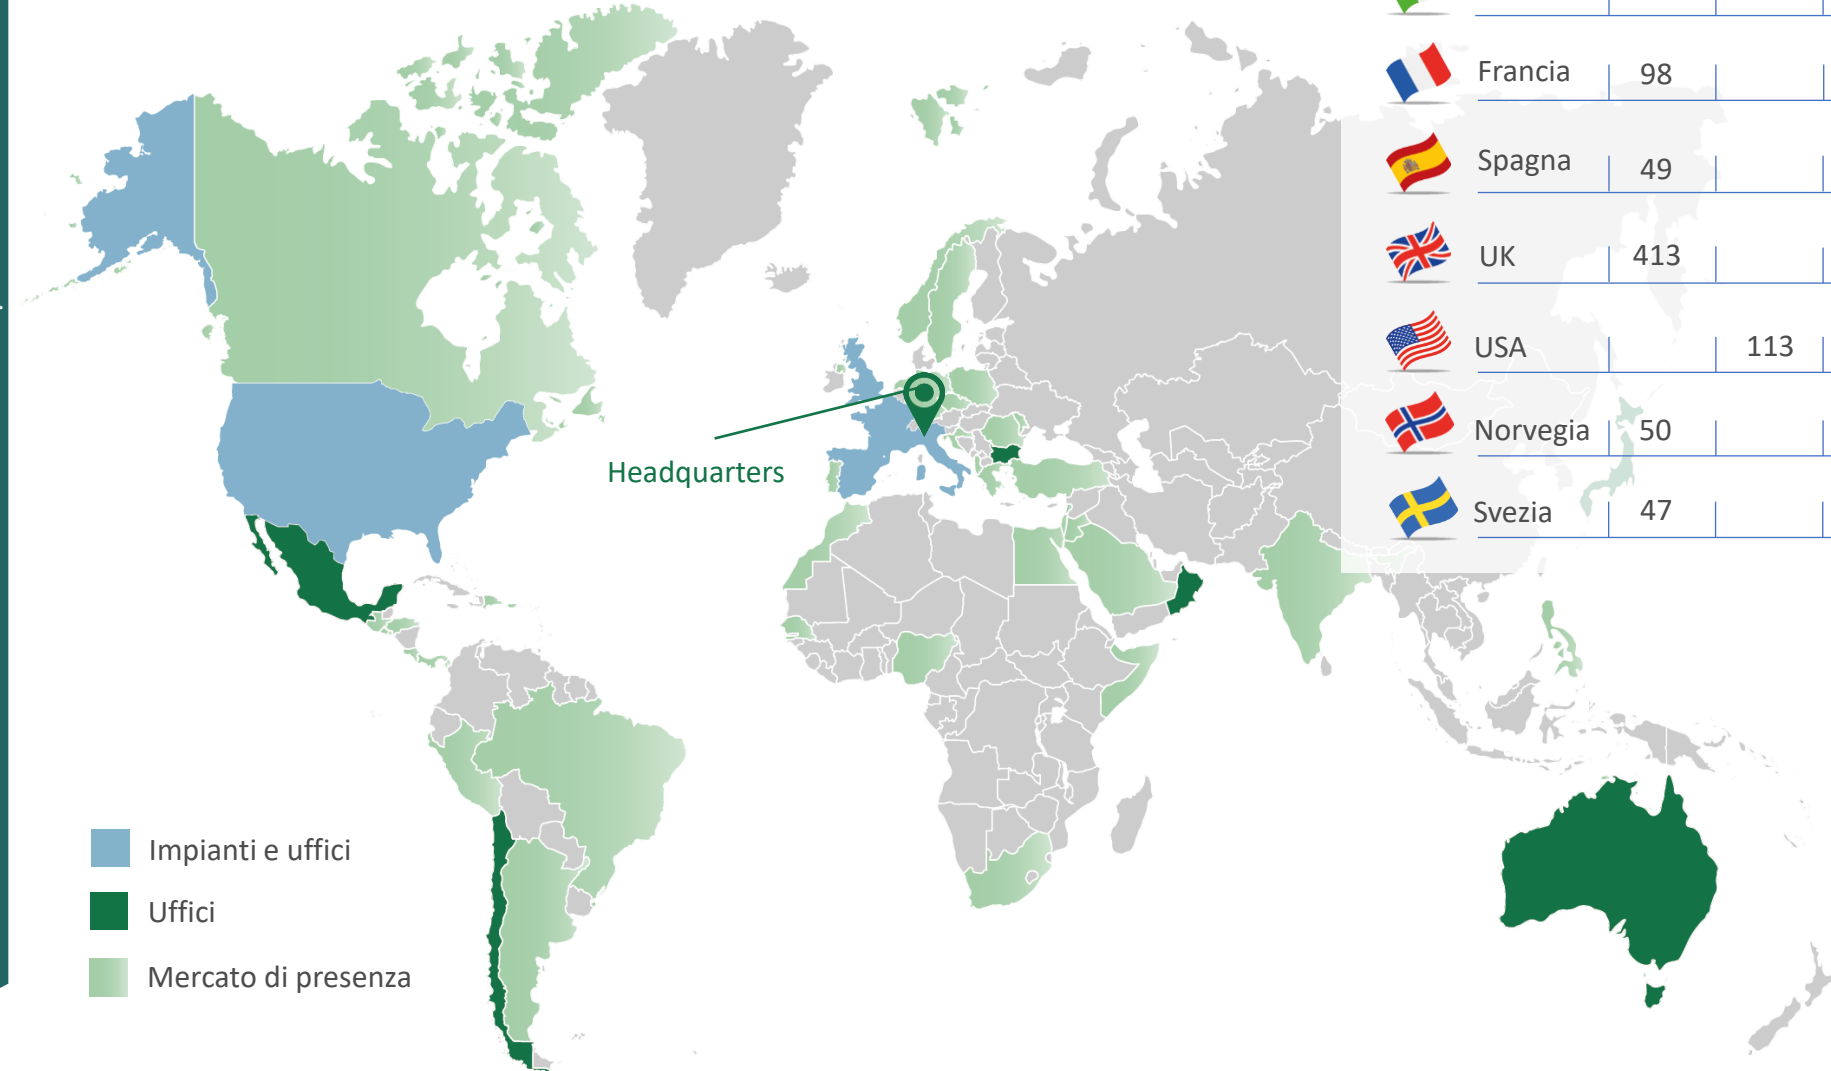 Francia 98
Spagna 49
UK 413
USA 113
Norvegia 50
Svezia 47
Headquarters
Impianti e uffici
Uffici
Mercato di presenza